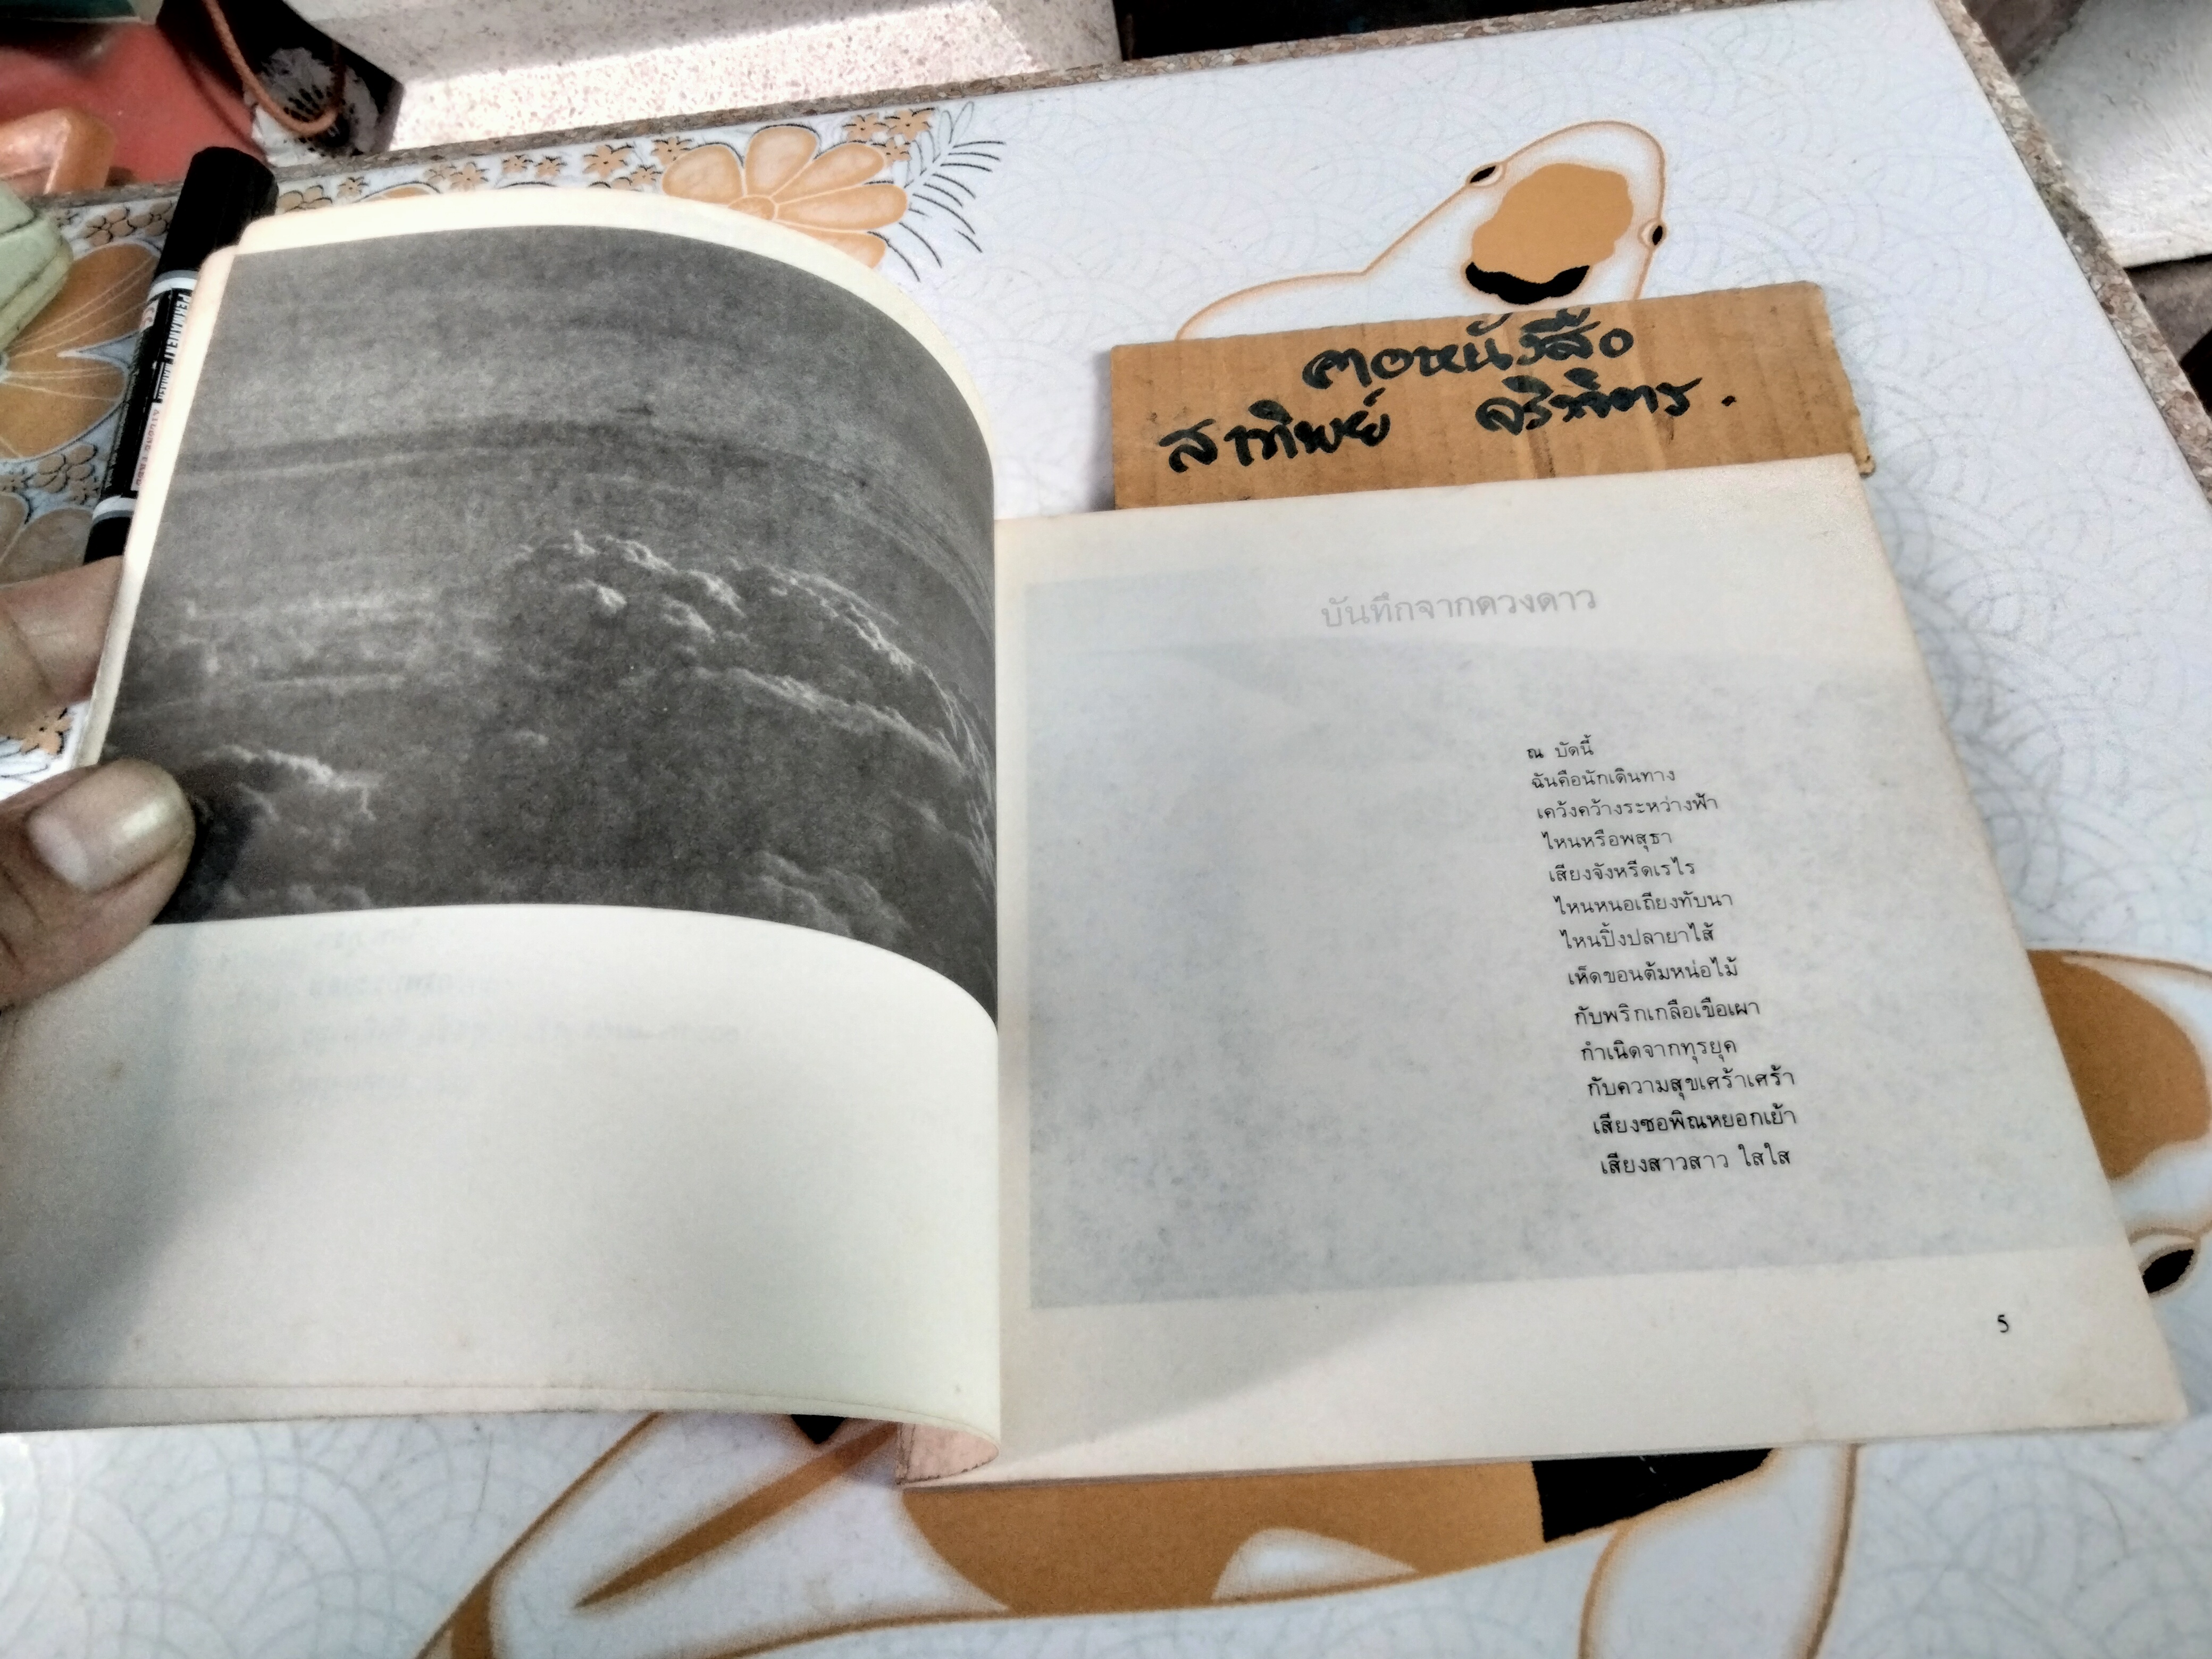 PERMANENT
คอหนังสือ
สาทิพย์ จริพิตร.
บันทึกจากดวงดาว
ณ บัดนี้
ฉันคือนักเดินทาง
เคว้งคว้างระหว่างฟ้า
ไหนหรือพสุธา
เสียงจังหรีดเรไร
ไหนหนอเถียงทับนา
ไหนปิ้งปลายาไส้
เห็ดขอนต้มหน่อไม้
กับพริกเกลือเขือเผา
กำเนิดจากทุรยุค
กับความสุขเศร้าเศร้า
เสียงซอพิณหยอกเย้า
เสียงสาวสาว ใสใส
5